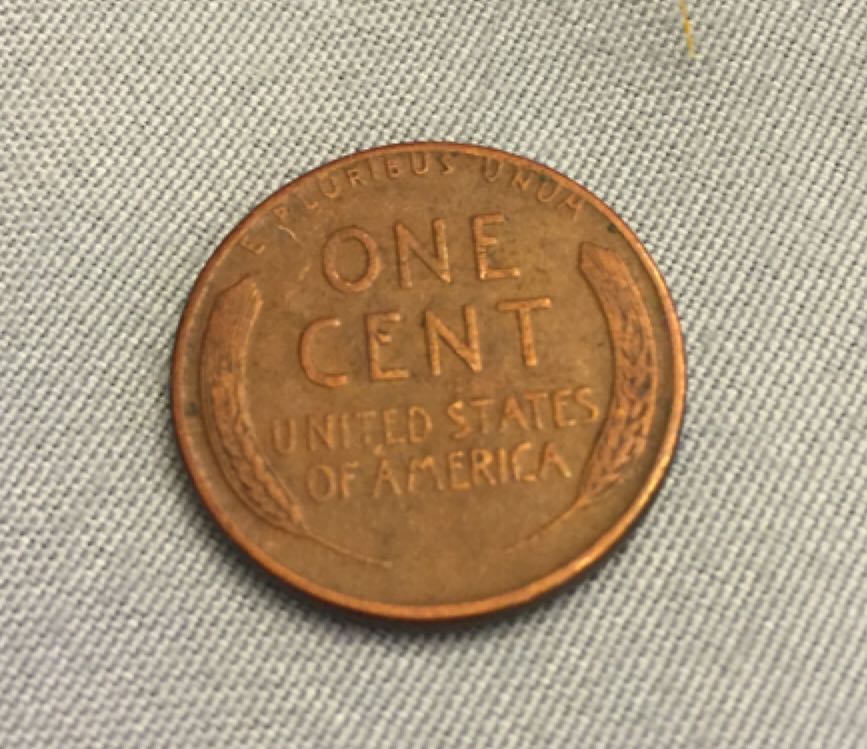 E PLURIBUS UNUM
ONE
CENT
UNITED STATES
OF AMERICA